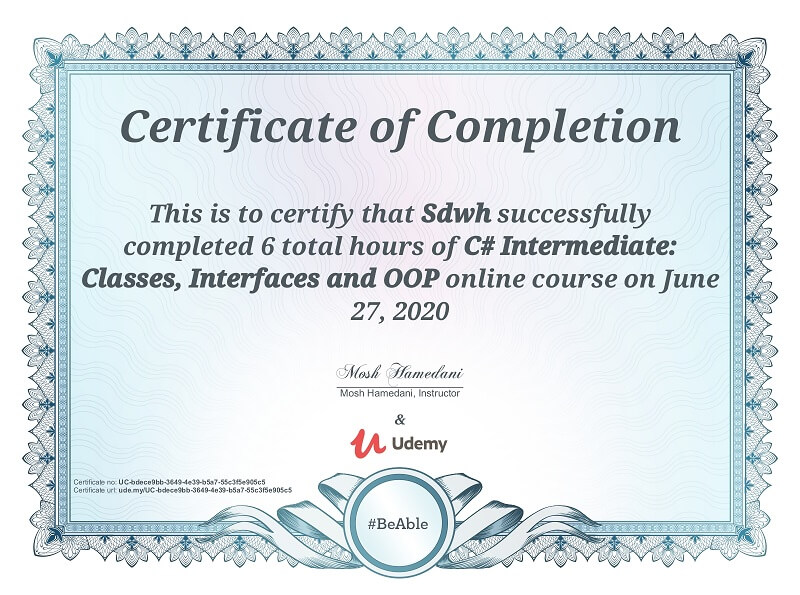 Certificate of Completion
This is to certify that Sdwh successfully
completed 6 total hours of C# Intermediate:
Classes, Interfaces and OOP online course on June
27, 2020
Mosh Hamedani
Mosh Hamedani, Instructor
&
Udemy
Certificate no: UC-bdece9bb-3649-4e39-b5a7-55c3f5e905c5
Certificate url: ude.my/UC-bdece9bb-3649-4e39-b5a7-55c3f5e905c5
#BeAble